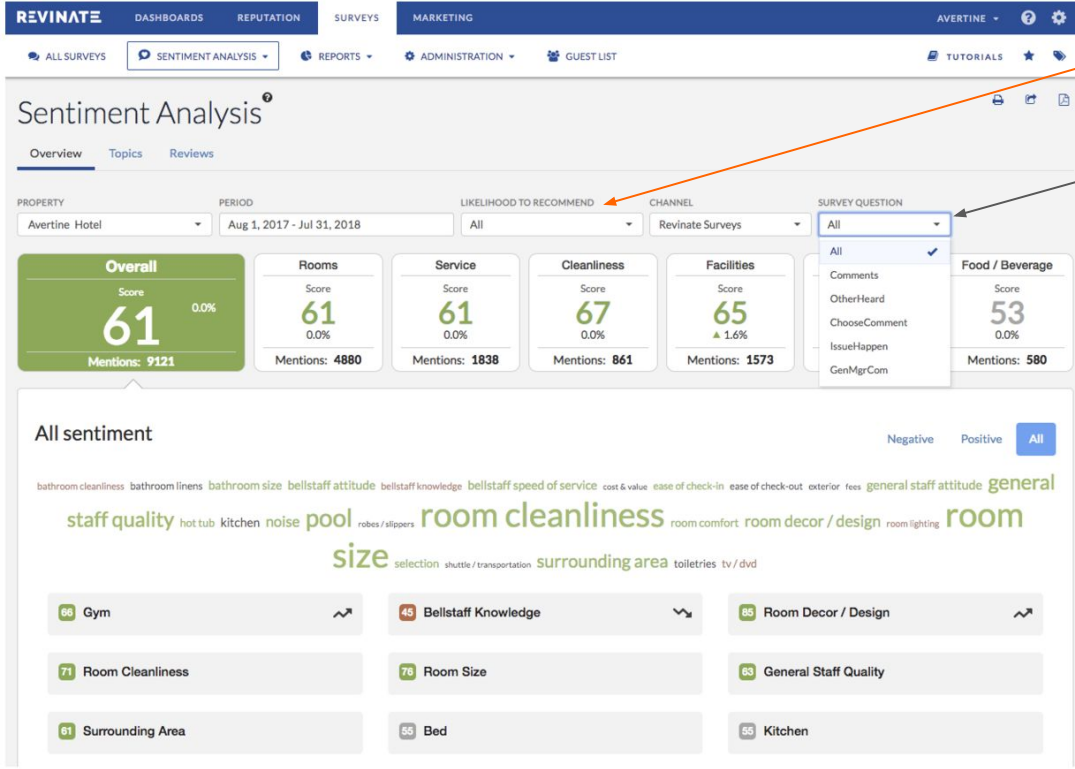 REVINATE DASHBOARDS REPUTATION SURVEYS MARKETING AVERTINE
ALL SURVEYS SENTIMENT ANALYSIS REPORTS ADMINISTRATION GUEST LIST TUTORIALS
Sentiment Analysis
Overview Topics Reviews
PROPERTY PERIOD LIKELIHOOD TO RECOMMEND CHANNEL SURVEY QUESTION
Avertine Hotel Aug 1, 2017 - Jul 31, 2018 All Revinate Surveys All
All
Comments
OtherHeard
ChooseComment
IssueHappen
GenMgrCom
Overall Rooms Service Cleanliness Facilities Food / Beverage
Score Score Score Score Score Score
61 0.0% 61 61 67 65 53
0.0% 0.0% 0.0% ▲ 1.6% 0.0%
Mentions: 9121 Mentions: 4880 Mentions: 1838 Mentions: 861 Mentions: 1573 Mentions: 580
All sentiment Negative Positive All
bathroom cleanliness bathroom linens bathroom size bellstaff attitude bellstaff knowledge bellstaff speed of service cost & value ease of check-in ease of check-out exterior fees general staff attitude general
staff quality hot tub kitchen noise pool robes / slippers room cleanliness room comfort room decor / design room lighting room
size selection shuttle / transportation surrounding area toiletries tv / dvd
66 Gym 45 Bellstaff Knowledge 85 Room Decor / Design
71 Room Cleanliness 76 Room Size 63 General Staff Quality
61 Surrounding Area 55 Bed 55 Kitchen